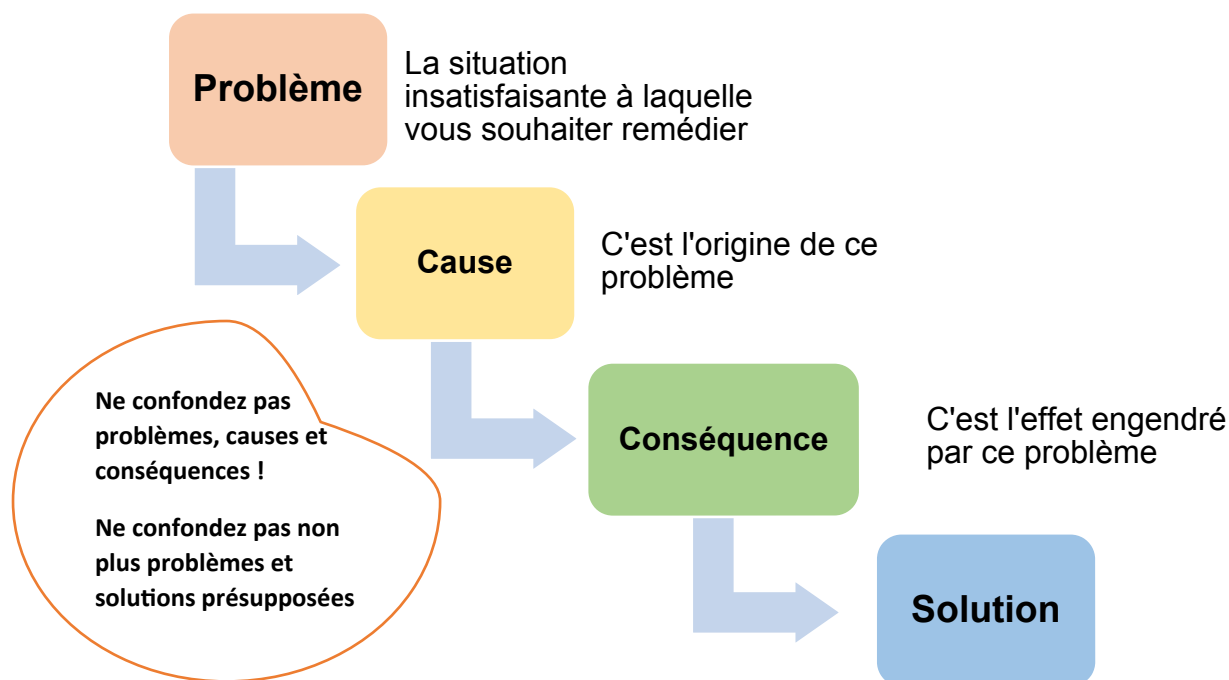 Problème
La situation
insatisfaisante à laquelle
vous souhaiter remédier
Cause
C'est l'origine de ce
problème
Ne confondez pas
problèmes, causes et
conséquences !
Ne confondez pas non
plus problèmes et
solutions présupposées
Conséquence
C'est l'effet engendré
par ce problème
Solution